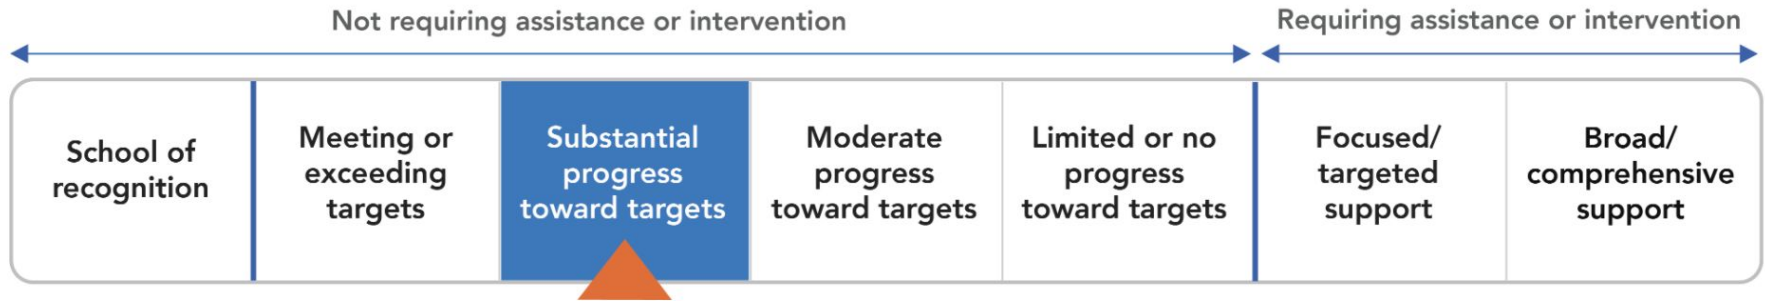 Not requiring assistance or intervention
Requiring assistance or intervention
School of
recognition
Meeting or
exceeding
targets
Substantial
progress
toward targets
Moderate
progress
toward targets
Limited or no
progress
toward targets
Focused/
targeted
support
Broad/
comprehensive
support